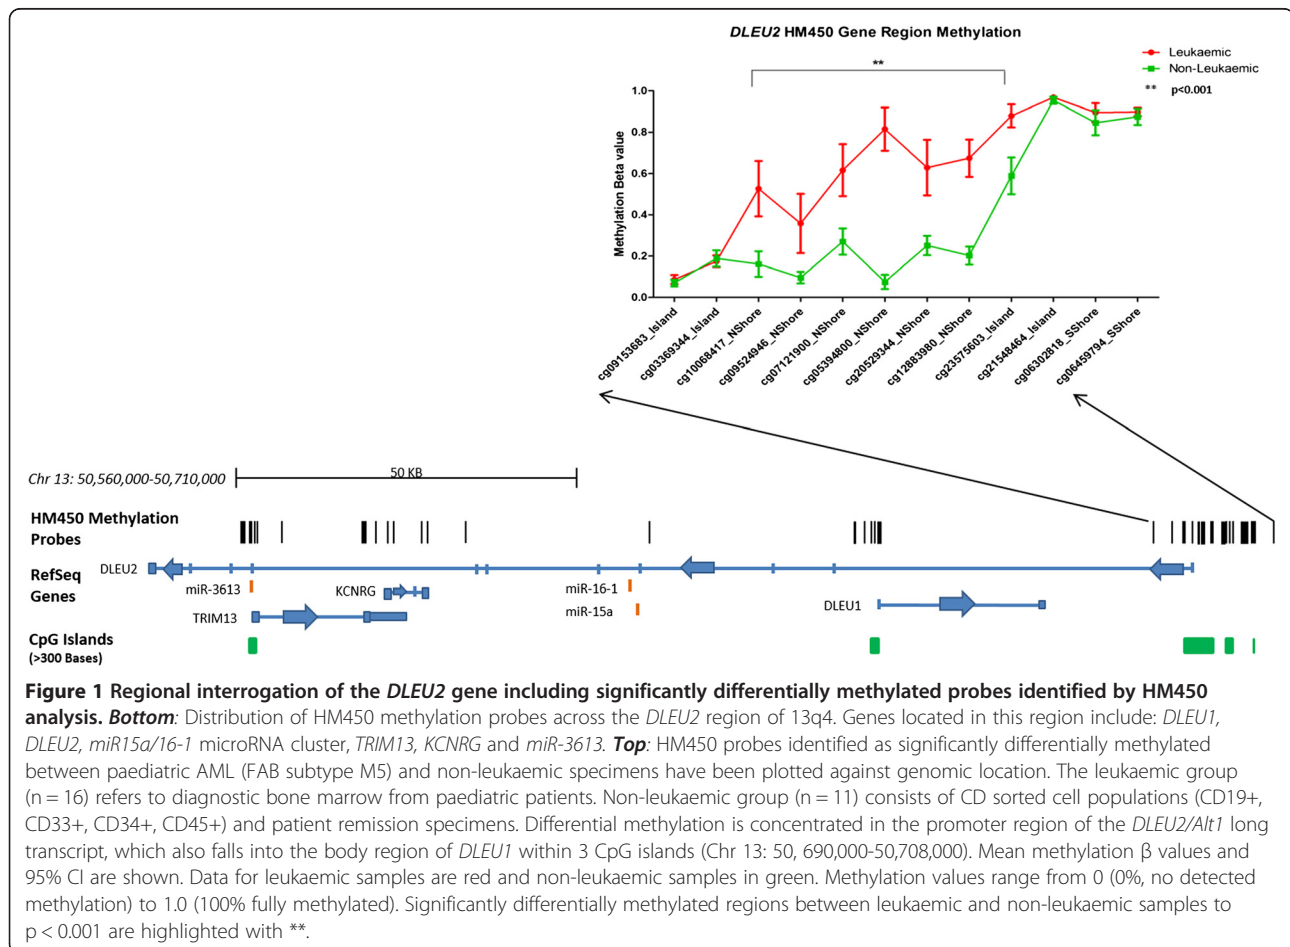 DLEU2 HM450 Gene Region Methylation
Leukaemic
Non-Leukaemic
** p<0.001
**
Methylation Beta value
1.0
0.8
0.6
0.4
0.2
0.0
cg09153683_Island
cg03369344_Island
cg10068417_NShore
cg09524946_NShore
cg07121900_NShore
cg05394800_NShore
cg20529344_NShore
cg12883980_NShore
cg23575603_Island
cg21548464_Island
cg06302818_SShore
cg06459794_SShore
Chr 13: 50,560,000-50,710,000
50 KB
HM450 Methylation
Probes
RefSeq
Genes
DLEU2
miR-3613
KCNRG
TRIM13
miR-16-1
miR-15a
DLEU1
CpG Islands
(>300 Bases)
Figure 1 Regional interrogation of the DLEU2 gene including significantly differentially methylated probes identified by HM450
analysis. Bottom: Distribution of HM450 methylation probes across the DLEU2 region of 13q4. Genes located in this region include: DLEU1,
DLEU2, miR15a/16-1 microRNA cluster, TRIM13, KCNRG and miR-3613. Top: HM450 probes identified as significantly differentially methylated
between paediatric AML (FAB subtype M5) and non-leukaemic specimens have been plotted against genomic location. The leukaemic group
(n = 16) refers to diagnostic bone marrow from paediatric patients. Non-leukaemic group (n = 11) consists of CD sorted cell populations (CD19+,
CD33+, CD34+, CD45+) and patient remission specimens. Differential methylation is concentrated in the promoter region of the DLEU2/Alt1 long
transcript, which also falls into the body region of DLEU1 within 3 CpG islands (Chr 13: 50, 690,000-50,708,000). Mean methylation β values and
95% CI are shown. Data for leukaemic samples are red and non-leukaemic samples in green. Methylation values range from 0 (0%, no detected
methylation) to 1.0 (100% fully methylated). Significantly differentially methylated regions between leukaemic and non-leukaemic samples to
p < 0.001 are highlighted with **.